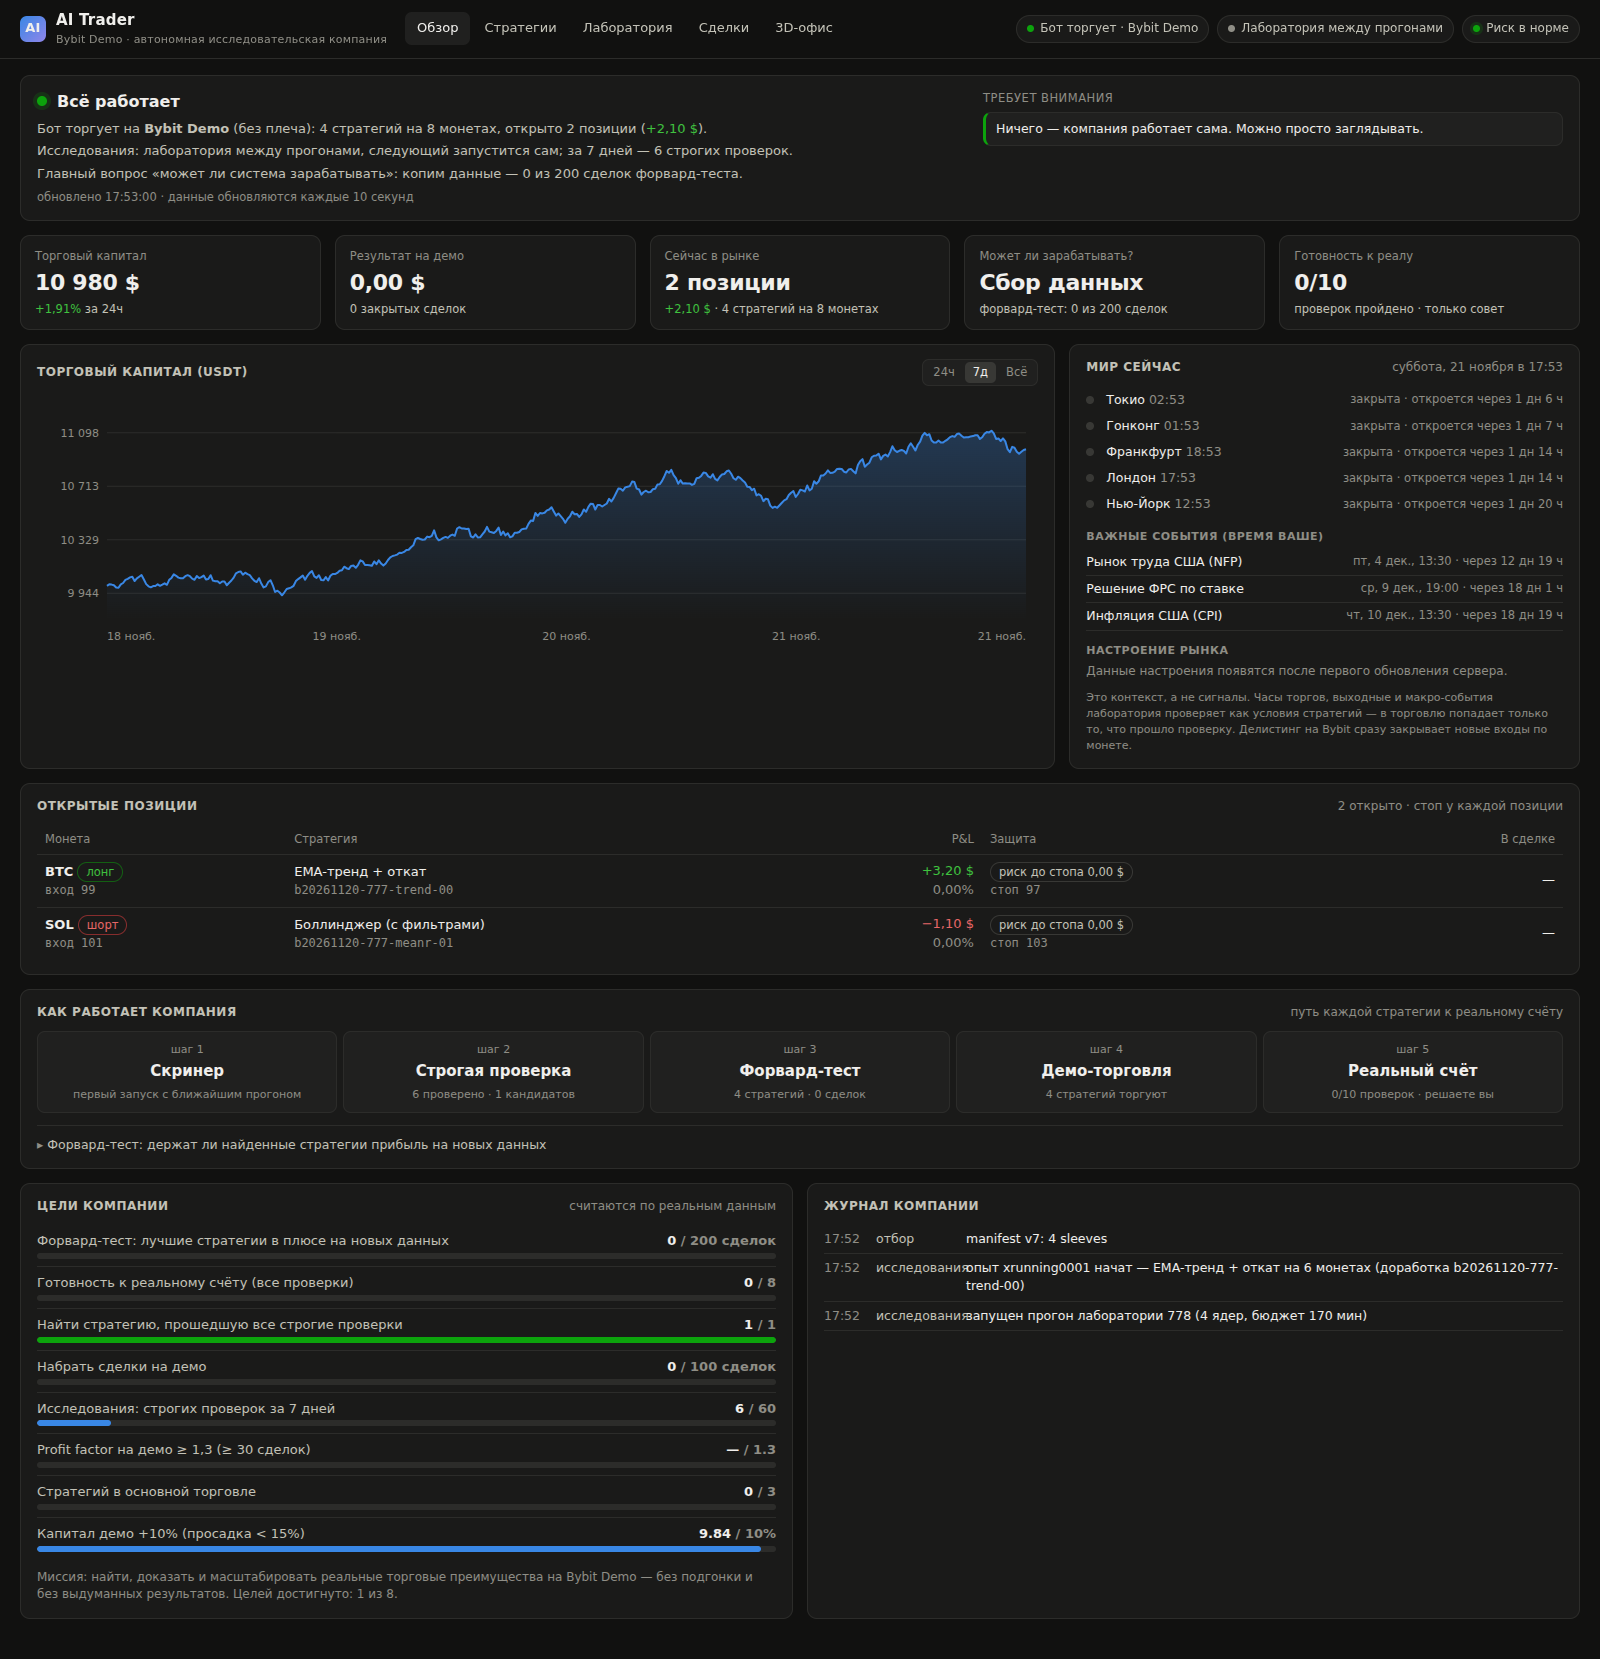 AI
AI Trader
Bybit Demo · автономная исследовательская компания
Обзор
Стратегии
Лаборатория
Сделки
3D-офис
Бот торгует · Bybit Demo
Лаборатория между прогонами
Риск в норме
Всё работает
Бот торгует на Bybit Demo (без плеча): 4 стратегий на 8 монетах, открыто 2 позиции (+2,10 $).
Исследования: лаборатория между прогонами, следующий запустится сам; за 7 дней — 6 строгих проверок.
Главный вопрос «может ли система зарабатывать»: копим данные — 0 из 200 сделок форвард-теста.
обновлено 17:53:00 · данные обновляются каждые 10 секунд
ТРЕБУЕТ ВНИМАНИЯ
Ничего — компания работает сама. Можно просто заглядывать.
Торговый капитал
10 980 $
+1,91% за 24ч
Результат на демо
0,00 $
0 закрытых сделок
Сейчас в рынке
2 позиции
+2,10 $ · 4 стратегий на 8 монетах
Может ли зарабатывать?
Сбор данных
форвард-тест: 0 из 200 сделок
Готовность к реалу
0/10
проверок пройдено · только совет
ТОРГОВЫЙ КАПИТАЛ (USDT)
24ч
7д
Всё
11 098
10 713
10 329
9 944
18 нояб.
19 нояб.
20 нояб.
21 нояб.
21 нояб.
МИР СЕЙЧАС
суббота, 21 ноября в 17:53
Токио 02:53
закрыта · откроется через 1 дн 6 ч
Гонконг 01:53
закрыта · откроется через 1 дн 7 ч
Франкфурт 18:53
закрыта · откроется через 1 дн 14 ч
Лондон 17:53
закрыта · откроется через 1 дн 14 ч
Нью-Йорк 12:53
закрыта · откроется через 1 дн 20 ч
ВАЖНЫЕ СОБЫТИЯ (ВРЕМЯ ВАШЕ)
Рынок труда США (NFP)
пт, 4 дек., 13:30 · через 12 дн 19 ч
Решение ФРС по ставке
ср, 9 дек., 19:00 · через 18 дн 1 ч
Инфляция США (CPI)
чт, 10 дек., 13:30 · через 18 дн 19 ч
НАСТРОЕНИЕ РЫНКА
Данные настроения появятся после первого обновления сервера.
Это контекст, а не сигналы. Часы торгов, выходные и макро-события
лаборатория проверяет как условия стратегий — в торговлю попадает только
то, что прошло проверку. Делистинг на Bybit сразу закрывает новые входы по
монете.
ОТКРЫТЫЕ ПОЗИЦИИ
2 открыто · стоп у каждой позиции
Монета
Стратегия
P&L
Защита
В сделке
BTC лонг
EMA-тренд + откат
+3,20 $
риск до стопа 0,00 $
—
вход 99
b20261120-777-trend-00
0,00%
стоп 97
SOL шорт
Боллинджер (с фильтрами)
−1,10 $
риск до стопа 0,00 $
—
вход 101
b20261120-777-meanr-01
0,00%
стоп 103
КАК РАБОТАЕТ КОМПАНИЯ
путь каждой стратегии к реальному счёту
шаг 1
Скринер
первый запуск с ближайшим прогоном
шаг 2
Строгая проверка
6 проверено · 1 кандидатов
шаг 3
Форвард-тест
4 стратегий · 0 сделок
шаг 4
Демо-торговля
4 стратегий торгуют
шаг 5
Реальный счёт
0/10 проверок · решаете вы
▸ Форвард-тест: держат ли найденные стратегии прибыль на новых данных
ЦЕЛИ КОМПАНИИ
считаются по реальным данным
Форвард-тест: лучшие стратегии в плюсе на новых данных
0 / 200 сделок
Готовность к реальному счёту (все проверки)
0 / 8
Найти стратегию, прошедшую все строгие проверки
1 / 1
Набрать сделки на демо
0 / 100 сделок
Исследования: строгих проверок за 7 дней
6 / 60
Profit factor на демо ≥ 1,3 (≥ 30 сделок)
— / 1.3
Стратегий в основной торговле
0 / 3
Капитал демо +10% (просадка < 15%)
9.84 / 10%
Миссия: найти, доказать и масштабировать реальные торговые преимущества на Bybit Demo — без подгонки и
без выдуманных результатов. Целей достигнуто: 1 из 8.
ЖУРНАЛ КОМПАНИИ
17:52 отбор manifest v7: 4 sleeves
17:52 исследования опыт xrunning0001 начат — EMA-тренд + откат на 6 монетах (доработка b20261120-777-
trend-00)
17:52 исследования запущен прогон лаборатории 778 (4 ядер, бюджет 170 мин)